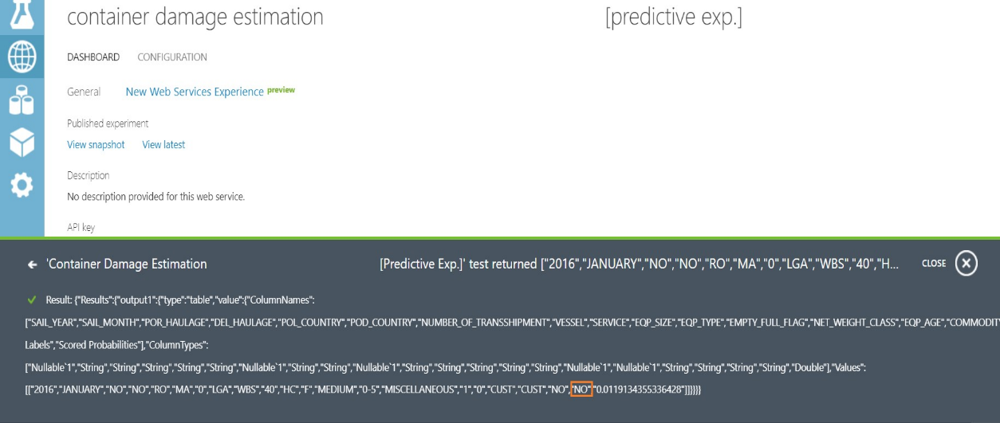 container damage estimation [predictive exp.]
DASHBOARD CONFIGURATION
General New Web Services Experience preview
Published experiment
View snapshot View latest
Description
No description provided for this web service.
API key
'Container Damage Estimation [Predictive Exp.]' test returned ["2016","JANUARY","NO","NO","RO","MA","0","LGA","WBS","40","H... CLOSE
Result: {"Results":{"output1":{"type":"table","value":{"ColumnNames":
["SAIL_YEAR","SAIL_MONTH","POR_HAULAGE","DEL_HAULAGE","POL_COUNTRY","POD_COUNTRY","NUMBER_OF_TRANSSHIPMENT","VESSEL","SERVICE","EQP_SIZE","EQP_TYPE","EMPTY_FULL_FLAG","NET_WEIGHT_CLASS","EQP_AGE","COMMODITY
Labels","Scored Probabilities"],"ColumnTypes":
["Nullable`1","String","String","String","String","String","Nullable`1","String","String","Nullable`1","String","String","String","String","String","Nullable`1","Nullable`1","String","String","String","String","Double"],"Values":
[["2016","JANUARY","NO","NO","RO","MA","0","LGA","WBS","40","HC","F","MEDIUM","0-5","MISCELLANEOUS","1","0","CUST","CUST","NO","NO","0.0119134355336428"]]}}}}